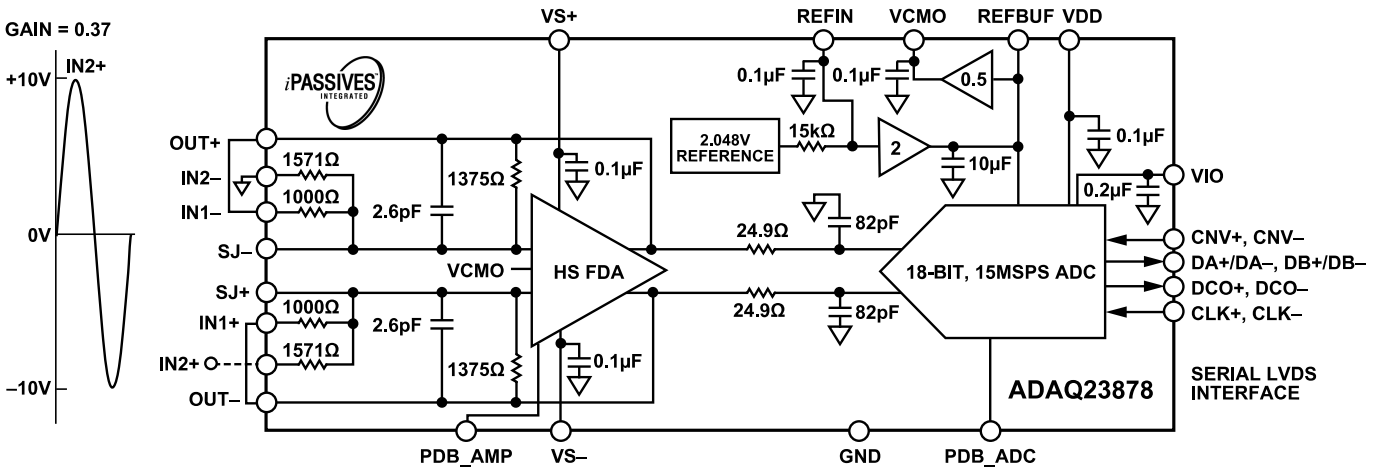 GAIN = 0.37
IN2+
+10V
0V
–10V
VS+
REFIN
VCMO
REFBUF
VDD
iPASSIVES™
INTEGRATED
0.1µF
0.1µF
0.5
OUT+
IN2–
IN1–
SJ–
SJ+
IN1+
IN2+
OUT–
1571Ω
1000Ω
2.6pF
1375Ω
0.1µF
2.048V
REFERENCE
15kΩ
2
10µF
0.1µF
0.2µF
VIO
82pF
24.9Ω
VCMO
HS FDA
18-BIT, 15MSPS ADC
CNV+, CNV–
DA+/DA–, DB+/DB–
DCO+, DCO–
CLK+, CLK–
1000Ω
1571Ω
2.6pF
1375Ω
0.1µF
24.9Ω
82pF
ADAQ23878
SERIAL LVDS
INTERFACE
PDB_AMP
VS–
GND
PDB_ADC